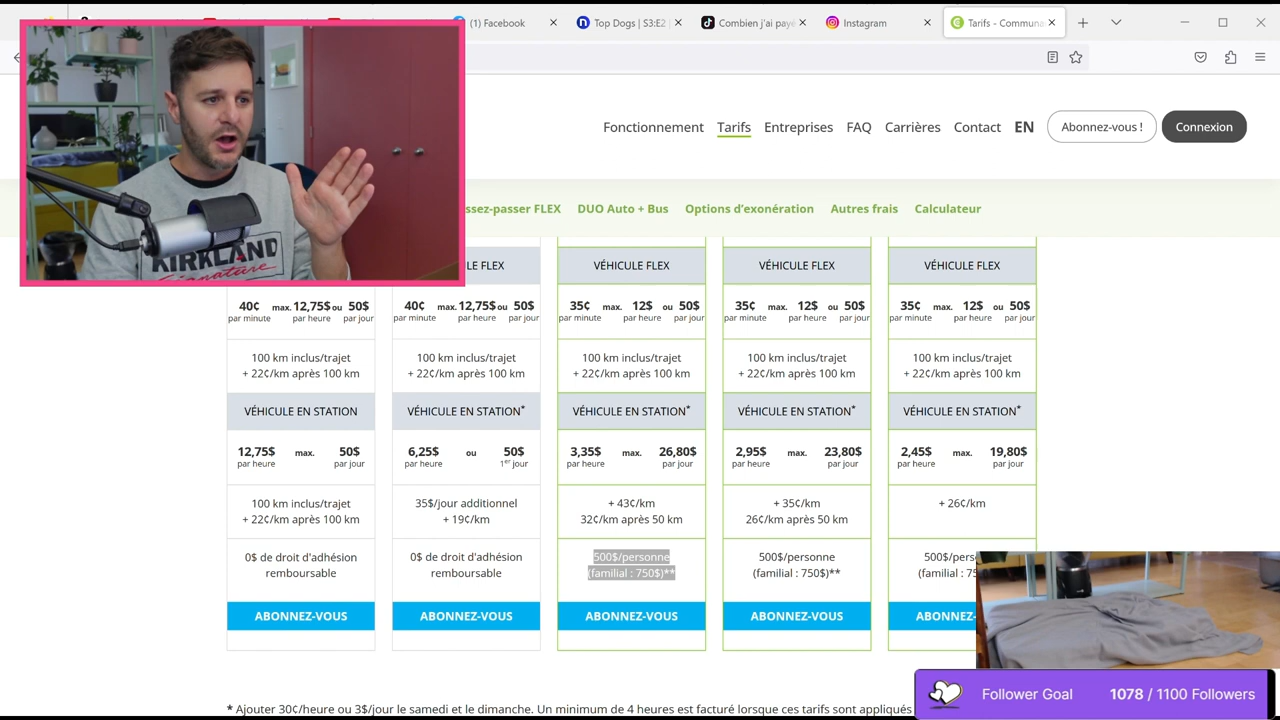 (1) Facebook
Top Dogs | S3:E2
Combien j'ai payé
Instagram
Tarifs - Communa
Fonctionnement Tarifs Entreprises FAQ Carrières Contact EN Abonnez-vous ! Connexion
ssez-passer FLEX DUO Auto + Bus Options d'exonération Autres frais Calculateur
LE FLEX VÉHICULE FLEX VÉHICULE FLEX VÉHICULE FLEX
40¢ max. 12,75$ ou 50$ 40¢ max. 12,75$ ou 50$ 35¢ max. 12$ ou 50$ 35¢ max. 12$ ou 50$ 35¢ max. 12$ ou 50$
par minute par heure par jour par minute par heure par jour par minute par heure par jour par minute par heure par jour par minute par heure par jour
100 km inclus/trajet 100 km inclus/trajet 100 km inclus/trajet 100 km inclus/trajet 100 km inclus/trajet
+ 22¢/km après 100 km + 22¢/km après 100 km + 22¢/km après 100 km + 22¢/km après 100 km + 22¢/km après 100 km
VÉHICULE EN STATION VÉHICULE EN STATION* VÉHICULE EN STATION* VÉHICULE EN STATION* VÉHICULE EN STATION*
12,75$ max. 50$ 6,25$ ou 50$ 3,35$ max. 26,80$ 2,95$ max. 23,80$ 2,45$ max. 19,80$
par heure par jour par heure 1er jour par heure par jour par heure par jour par heure par jour
100 km inclus/trajet 35$/jour additionnel + 43¢/km + 35¢/km + 26¢/km
+ 22¢/km après 100 km + 19¢/km 32¢/km après 50 km 26¢/km après 50 km
0$ de droit d'adhésion 0$ de droit d'adhésion 500$/personne 500$/personne 500$/perso
remboursable remboursable (familial : 750$)** (familial : 750$)** (familial : 75
ABONNEZ-VOUS ABONNEZ-VOUS ABONNEZ-VOUS ABONNEZ-VOUS ABONNE
* Ajouter 30¢/heure ou 3$/jour le samedi et le dimanche. Un minimum de 4 heures est facturé lorsque ces tarifs sont appliqués
KIRKLAND
Signature
Follower Goal 1078 / 1100 Followers